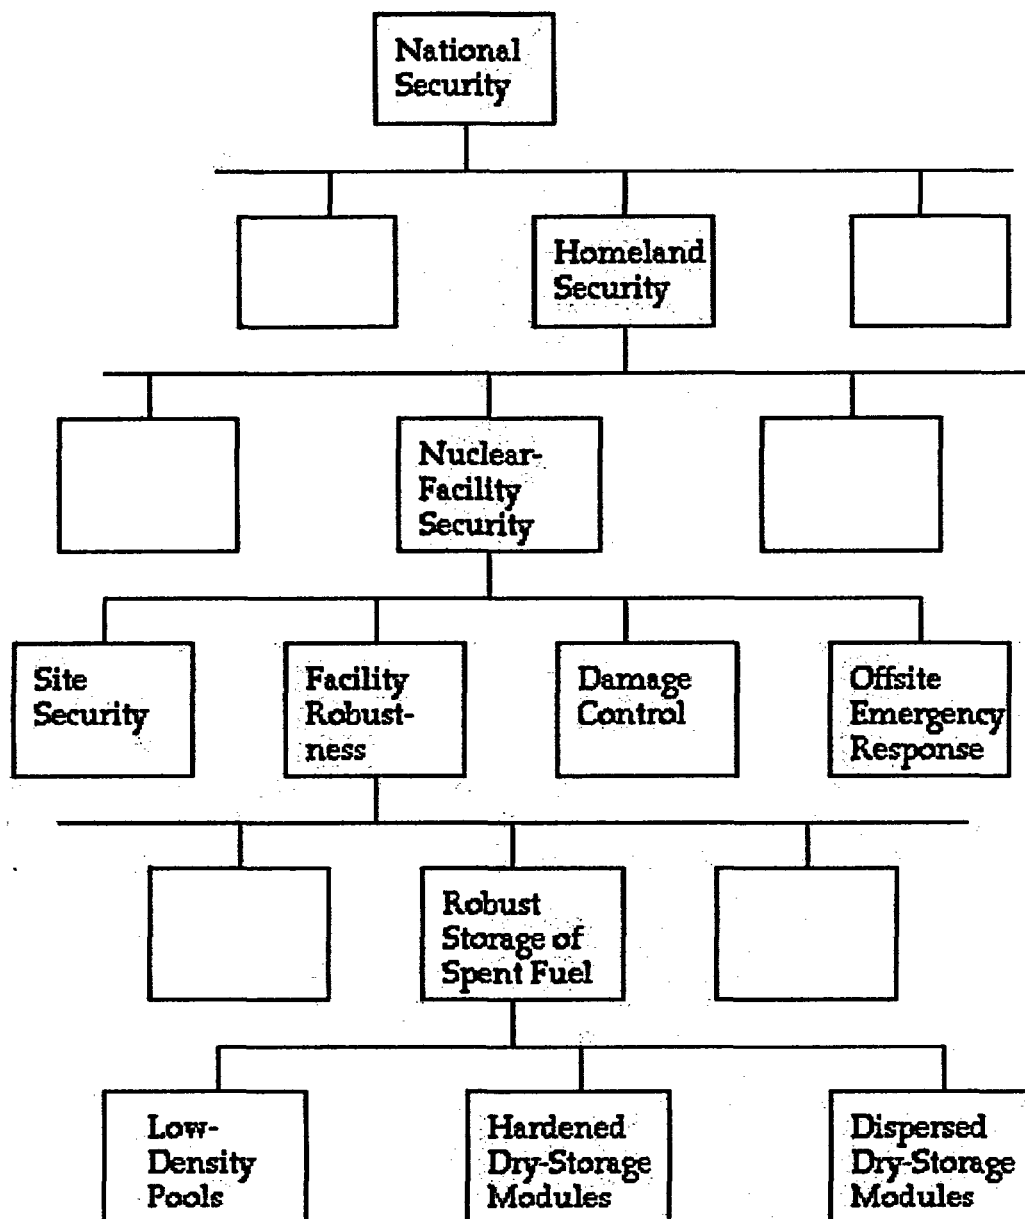 National
Security
Homeland
Security
Nuclear-
Facility
Security
Site
Security
Facility
Robust-
ness
Damage
Control
Offsite
Emergency
Response
Robust
Storage of
Spent Fuel
Low-
Density
Pools
Hardened
Dry-Storage
Modules
Dispersed
Dry-Storage
Modules